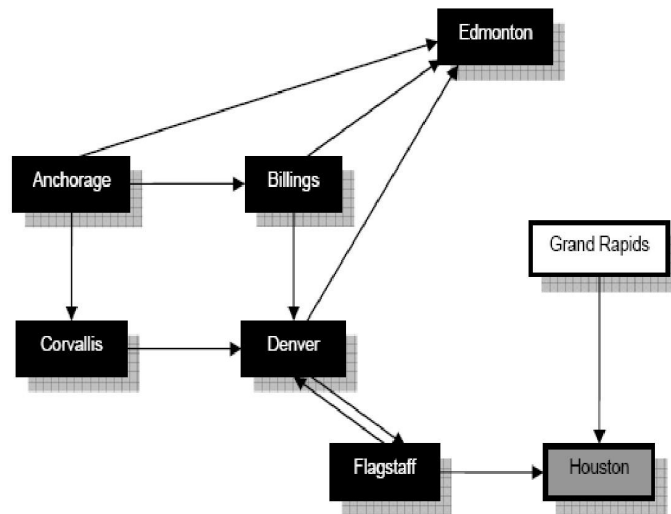 Edmonton
Anchorage
Billings
Grand Rapids
Corvallis
Denver
Flagstaff
Houston